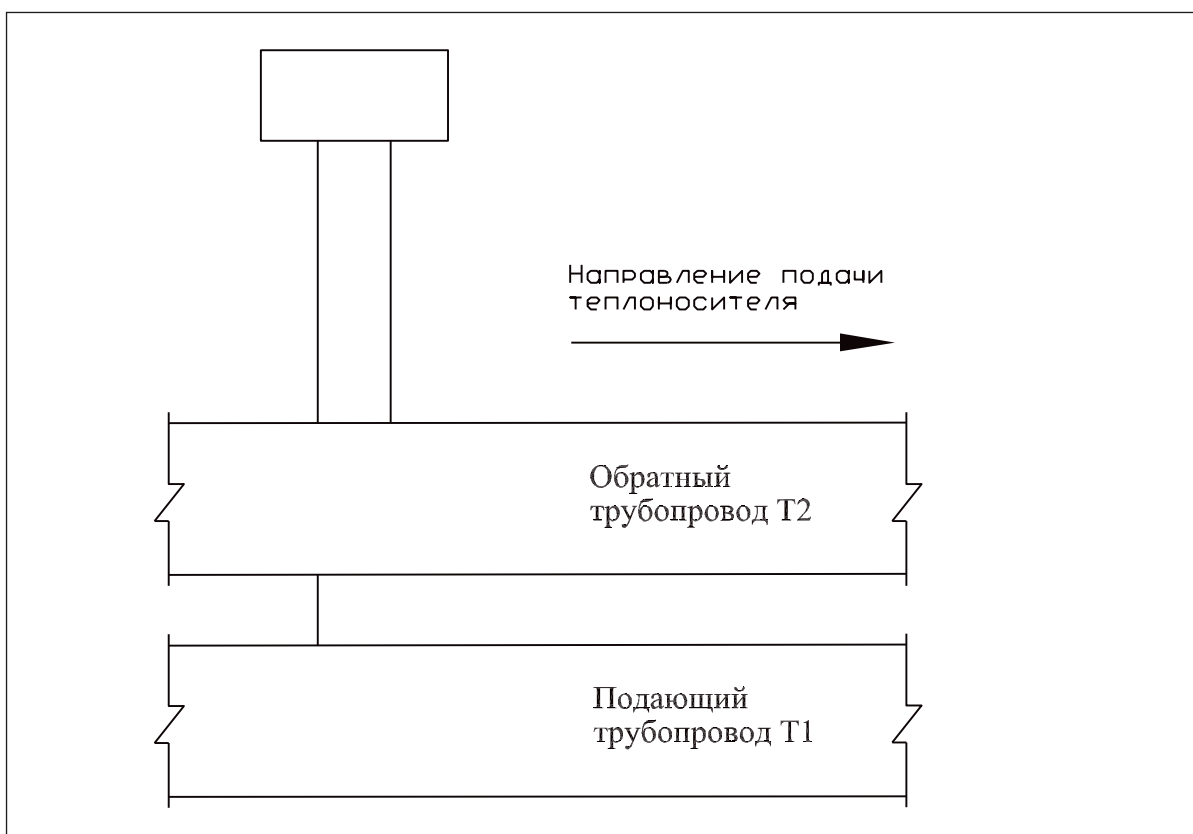 Направление подачи
теплоносителя
Обратный
трубопровод Т2
Подающий
трубопровод Т1